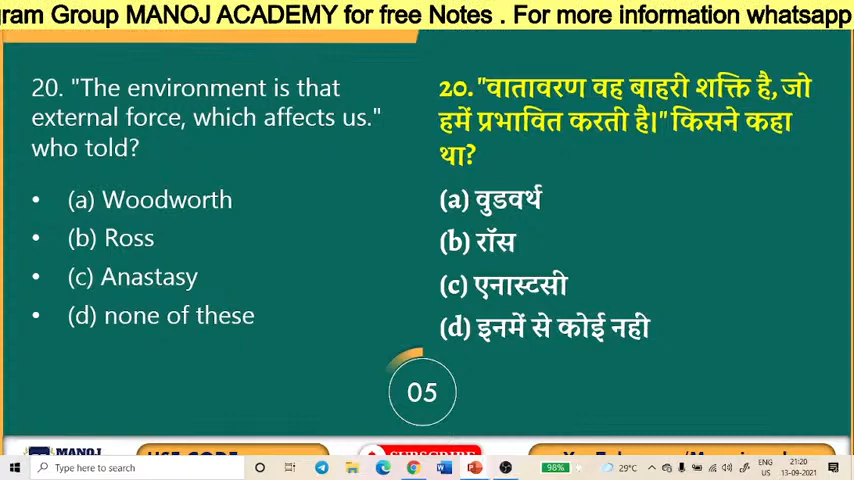 gram Group MANOJ ACADEMY for free Notes . For more information whatsapp
20. "The environment is that
external force, which affects us."
who told?
• (a) Woodworth
• (b) Ross
• (c) Anastasy
• (d) none of these
20. "वातावरण वह बाहरी शक्ति है, जो
हमें प्रभावित करती है।" किसने कहा
था?
(a) वुडवर्थ
(b) रॉस
(c) एनास्टसी
(d) इनमें से कोई नही
05
MANOJ
USE CODE
SUBSCRIBE
Type here to search
98%
29°C
ENG
US
21:20
13-09-2021